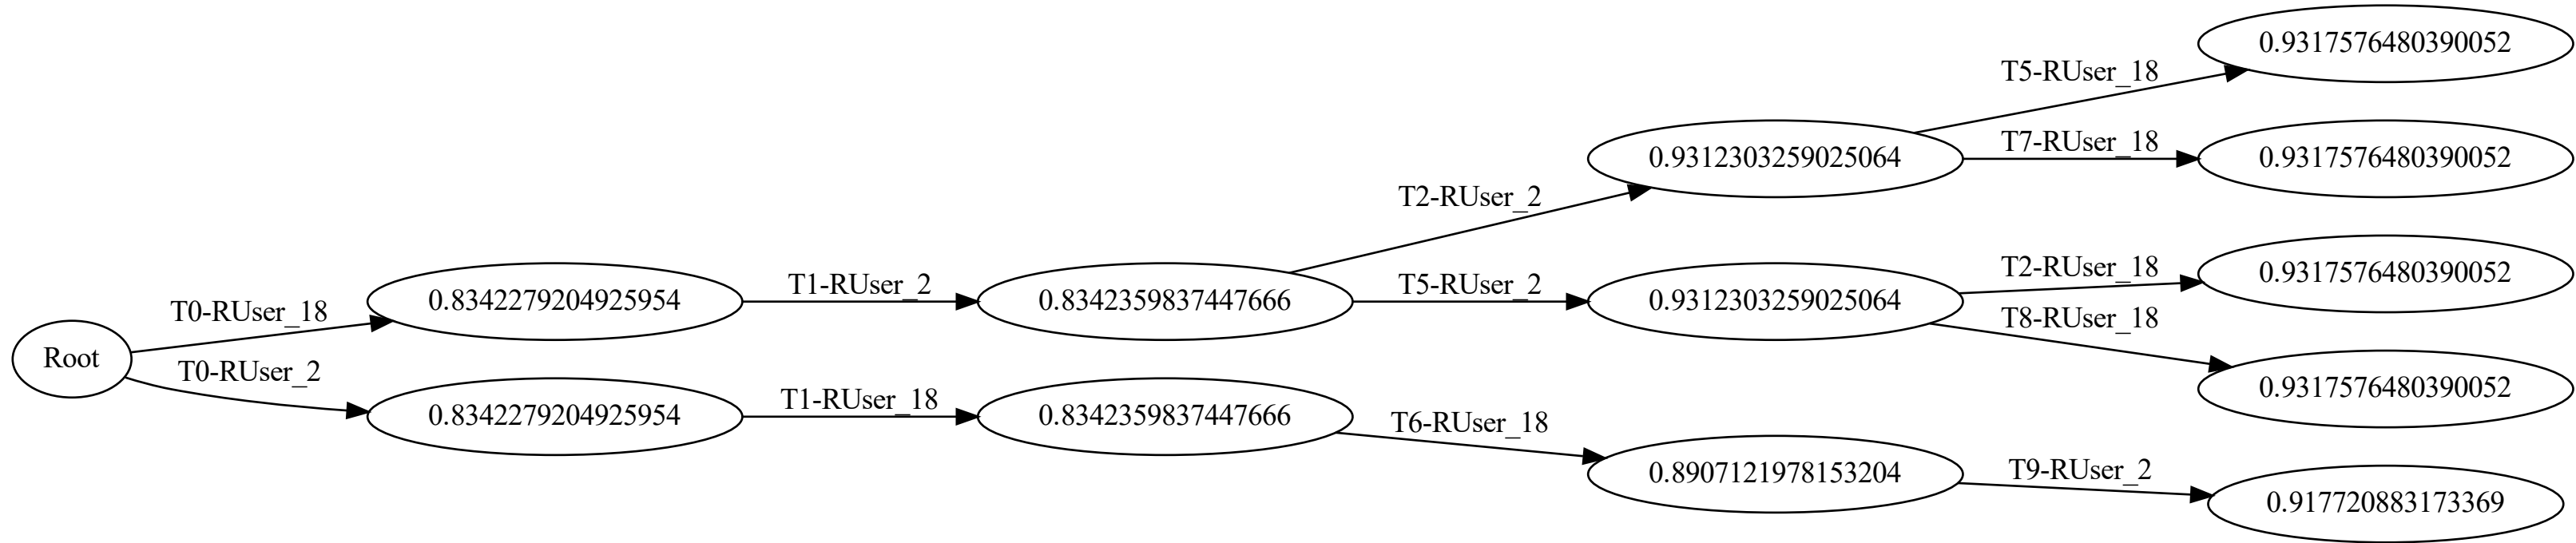 0.9317576480390052
T5-RUser_18
0.9312303259025064
T7-RUser_18
0.9317576480390052
T2-RUser_2
Root
T0-RUser_18
0.8342279204925954
T1-RUser_2
0.8342359837447666
T5-RUser_2
0.9312303259025064
T2-RUser_18
0.9317576480390052
T8-RUser_18
0.9317576480390052
T0-RUser_2
0.8342279204925954
T1-RUser_18
0.8342359837447666
T6-RUser_18
0.8907121978153204
T9-RUser_2
0.917720883173369